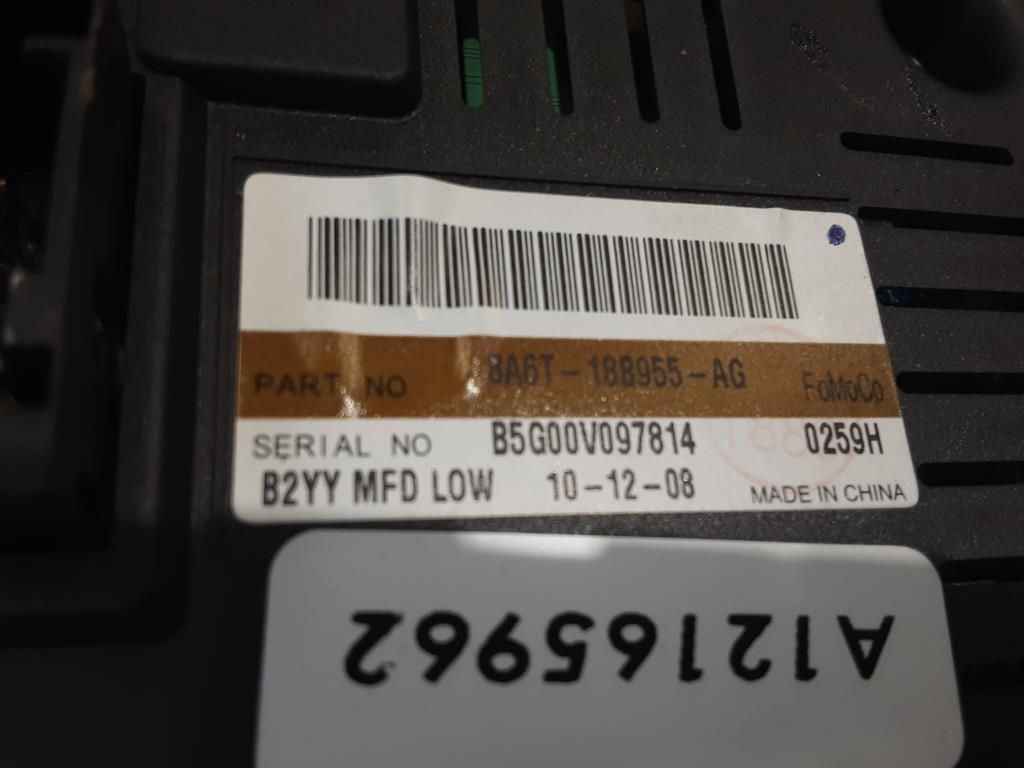 PART NO 8A6T-18B955-AG FoMoCo
SERIAL NO B5G00V097814 0259H
B2YY MFD LOW 10-12-08 MADE IN CHINA
A12165962